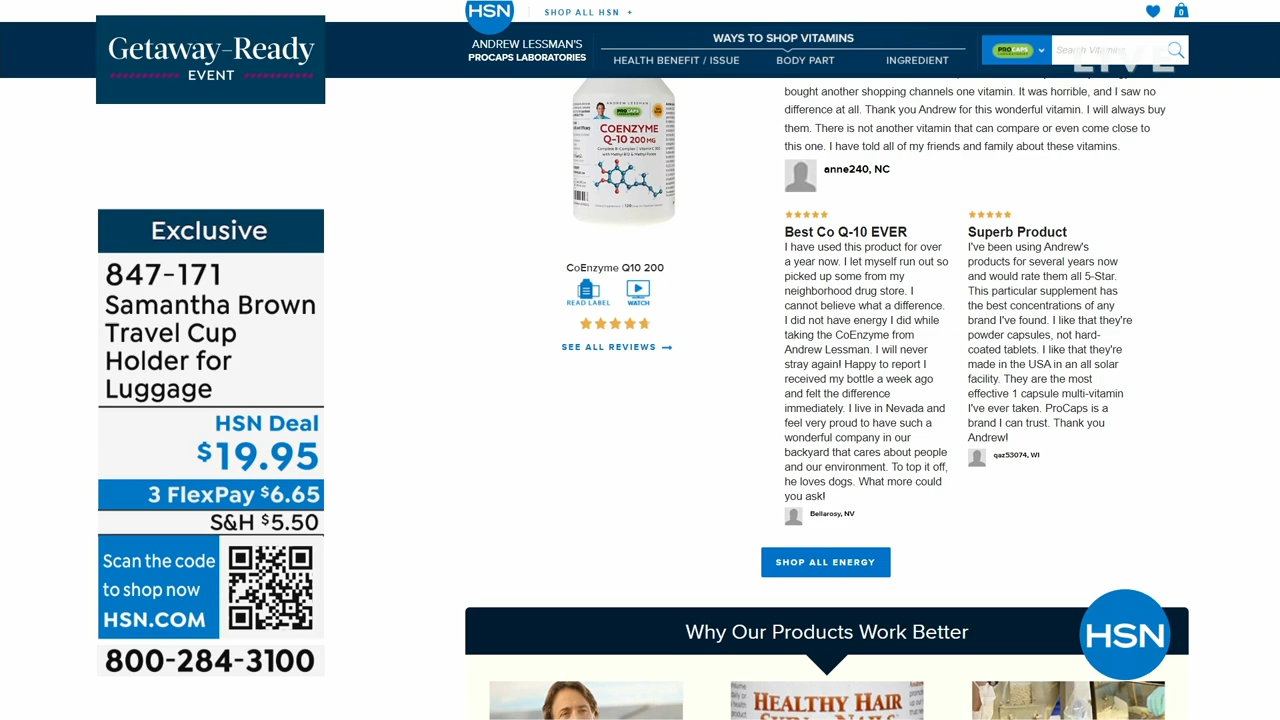 Getaway-Ready
EVENT
Exclusive
847-171
Samantha Brown
Travel Cup
Holder for
Luggage
HSN Deal
$19.95
3 FlexPay $6.65
S&H $5.50
Scan the code
to shop now
HSN.COM
800-284-3100
HSN
SHOP ALL HSN +
0
ANDREW LESSMAN'S
PROCAPS LABORATORIES
WAYS TO SHOP VITAMINS
HEALTH BENEFIT / ISSUE
BODY PART
INGREDIENT
PROCAPS
Search Vitamins
LIVE
ANDREW LESSMAN
PROCAPS
COENZYME
Q-10 200 MG
CoEnzyme Q10 200
READ LABEL
WATCH
SEE ALL REVIEWS
bought another shopping channels one vitamin. It was horrible, and I saw no
difference at all. Thank you Andrew for this wonderful vitamin. I will always buy
them. There is not another vitamin that can compare or even come close to
this one. I have told all of my friends and family about these vitamins.
anne240, NC
Best Co Q-10 EVER
I have used this product for over
a year now. I let myself run out so
picked up some from my
neighborhood drug store. I
cannot believe what a difference.
I did not have energy I did while
taking the CoEnzyme from
Andrew Lessman. I will never
stray again! Happy to report I
received my bottle a week ago
and felt the difference
immediately. I live in Nevada and
feel very proud to have such a
wonderful company in our
backyard that cares about people
and our environment. To top it off,
he loves dogs. What more could
you ask!
Bellarosy, NV
Superb Product
I've been using Andrew's
products for several years now
and would rate them all 5-Star.
This particular supplement has
the best concentrations of any
brand I've found. I like that they're
powder capsules, not hard-
coated tablets. I like that they're
made in the USA in an all solar
facility. They are the most
effective 1 capsule multi-vitamin
I've ever taken. ProCaps is a
brand I can trust. Thank you
Andrew!
qaz53074, WI
SHOP ALL ENERGY
Why Our Products Work Better
HSN
HEALTHY HAIR